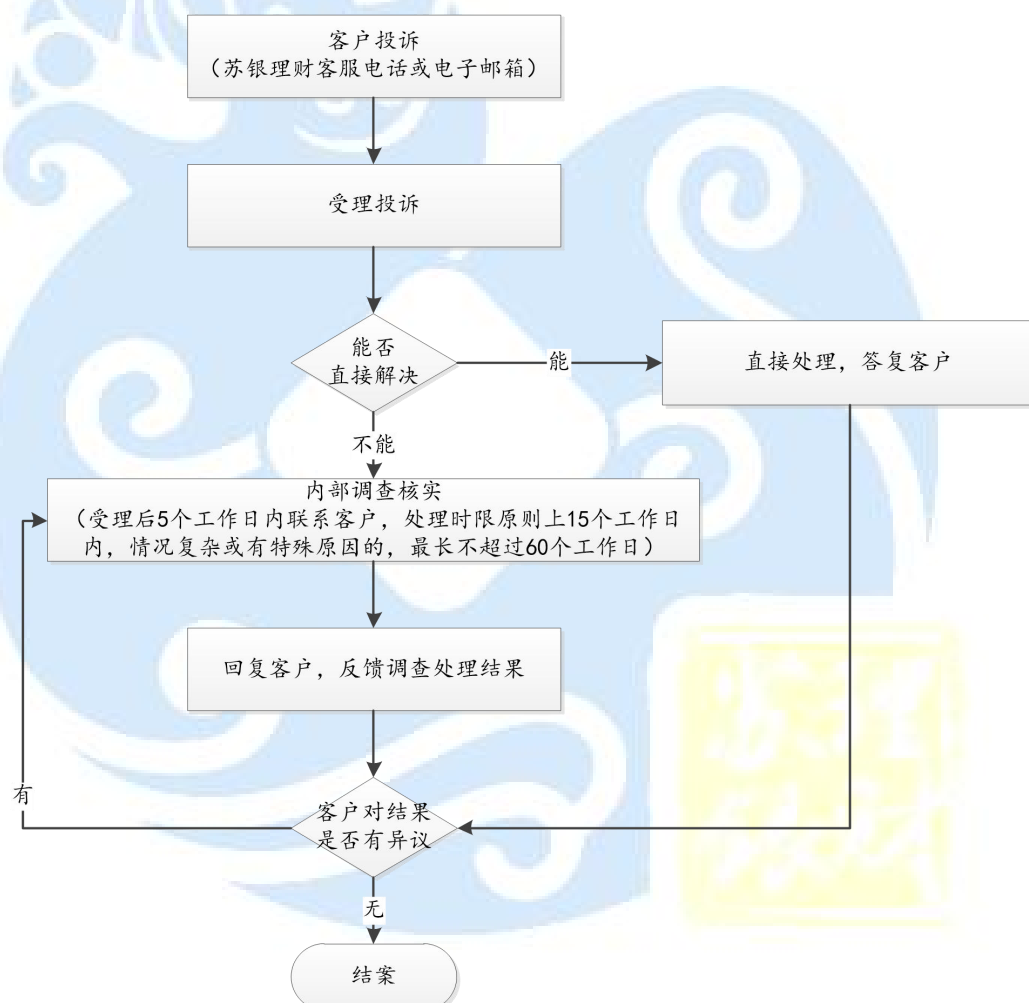 客户投诉
（苏银理财客服电话或电子邮箱）
受理投诉
能否
直接解决
能
直接处理，答复客户
不能
内部调查核实
（受理后5个工作日内联系客户，处理时限原则上15个工作日
内，情况复杂或有特殊原因的，最长不超过60个工作日）
回复客户，反馈调查处理结果
有
客户对结果
是否有异议
无
结案